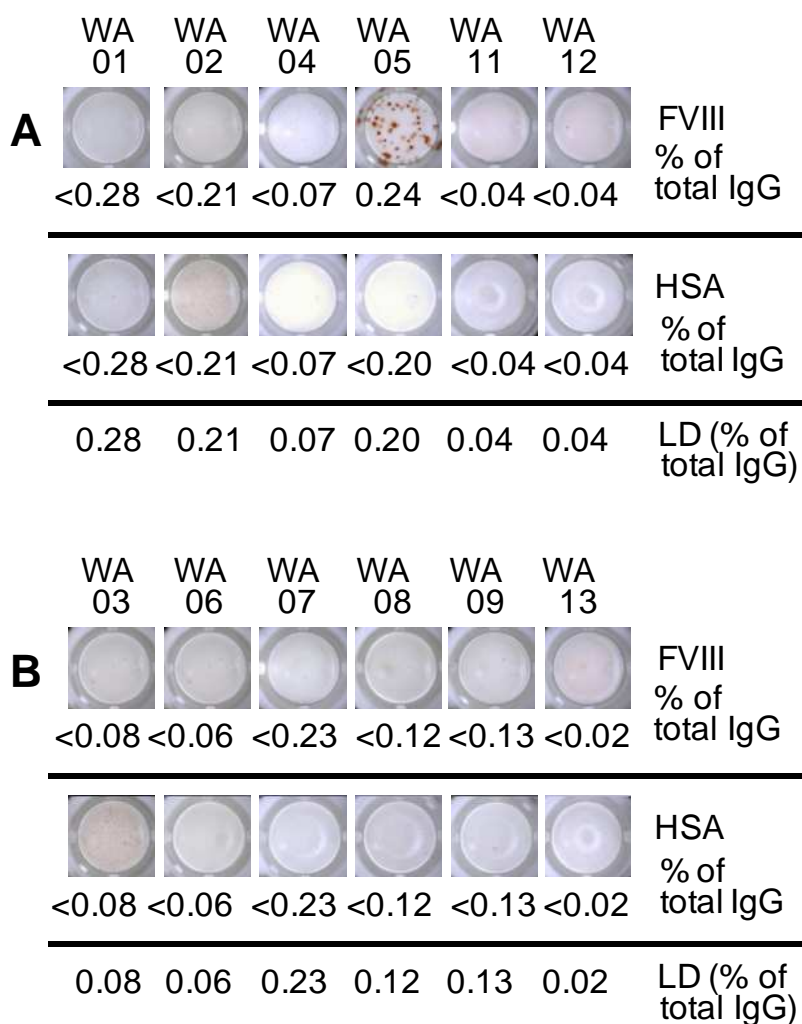 WA WA WA WA WA WA
01 02 04 05 11 12
A
FVIII
% of
total IgG
<0.28 <0.21 <0.07 0.24 <0.04 <0.04
HSA
% of
total IgG
<0.28 <0.21 <0.07 <0.20 <0.04 <0.04
0.28 0.21 0.07 0.20 0.04 0.04
LD (% of
total IgG)
WA WA WA WA WA WA
03 06 07 08 09 13
B
FVIII
% of
total IgG
<0.08 <0.06 <0.23 <0.12 <0.13 <0.02
HSA
% of
total IgG
<0.08 <0.06 <0.23 <0.12 <0.13 <0.02
0.08 0.06 0.23 0.12 0.13 0.02
LD (% of
total IgG)